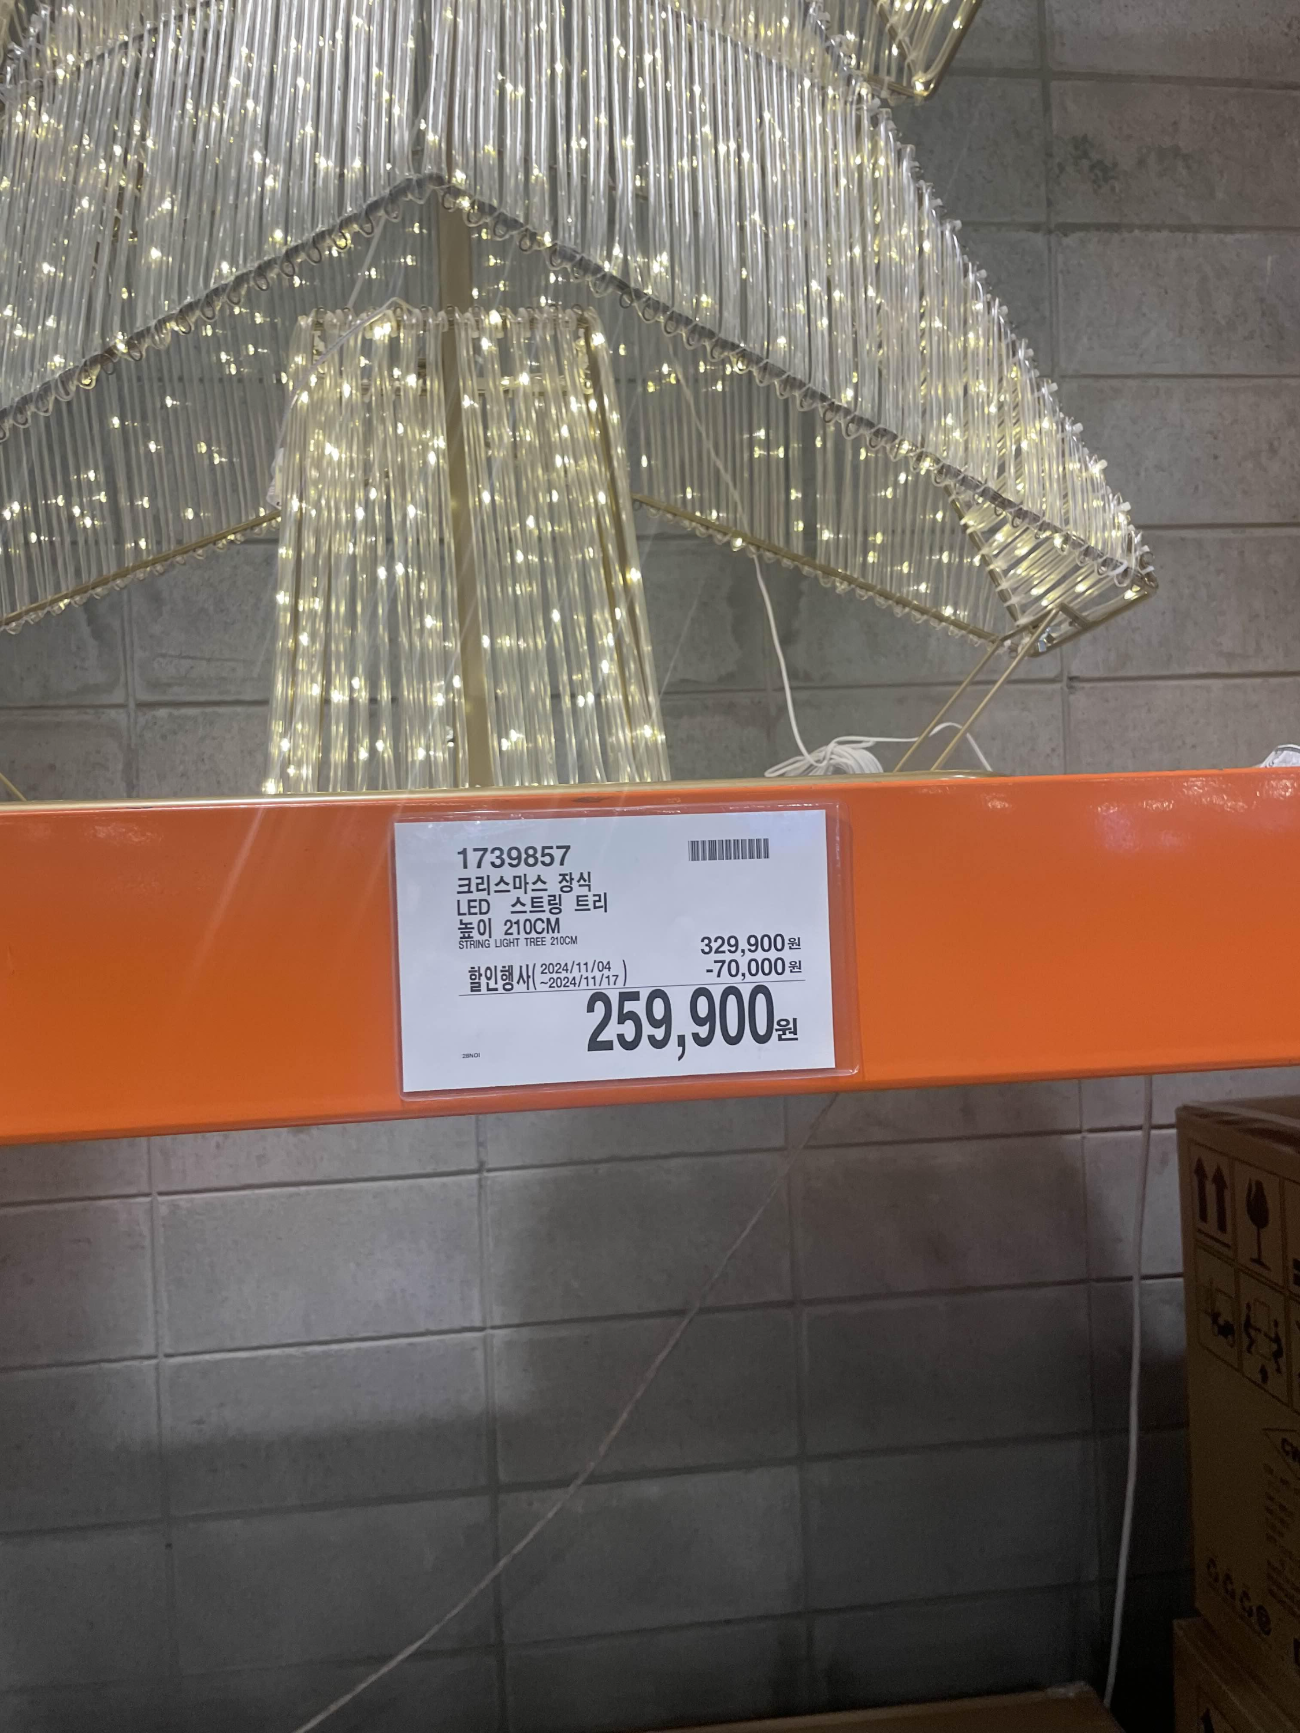 1739857
크리스마스 장식
LED 스트링 트리
높이 210CM
STRING LIGHT TREE 210CM
329,900원
할인행사( 2024/11/04 ~2024/11/17 ) -70,000원
259,900원